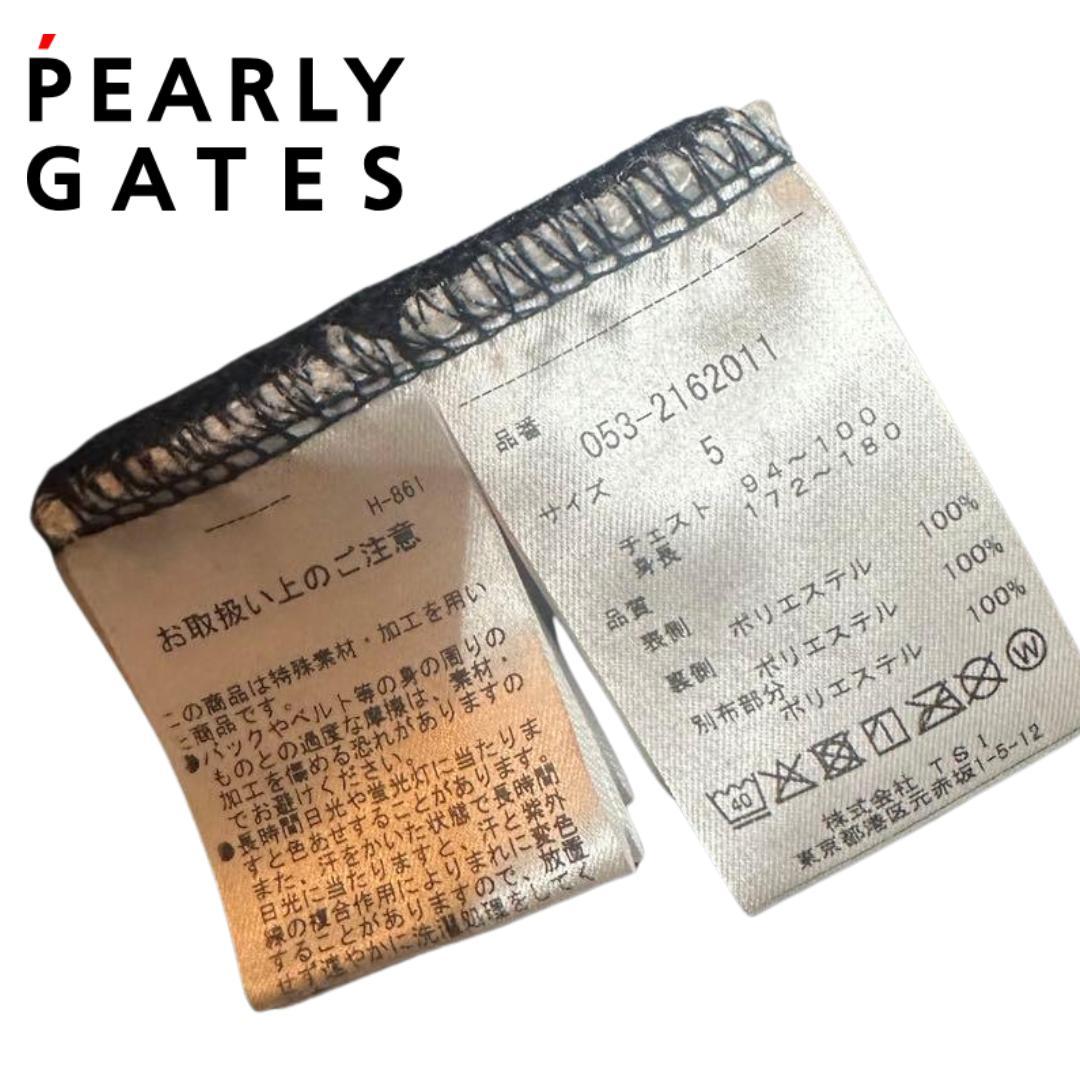 PEARLY
GATES
H-861
お取扱い上のご注意
この商品は特殊素材・加工を用い
た商品です。
●バックやベルト等の身の周りの
ものとの過度な摩擦は、素材・
加工を傷める恐れがありますの
でお避けください。
●長時間日光や蛍光灯に当たりま
すと色あせすることがあります。
また、汗をかいた状態で長時間
日光に当たりますと、汗と紫外
線の複合作用によりまれに変色
することがありますので、放置
せず速やかに洗濯処理をしてく
品番 053-2162011
サイズ 5
チェスト 94～100
身長 172～180
品質
表側 ポリエステル 100%
裏側 ポリエステル 100%
別布部分
ポリエステル 100%
40
W
株式会社 TSI
東京都港区元赤坂1-5-12